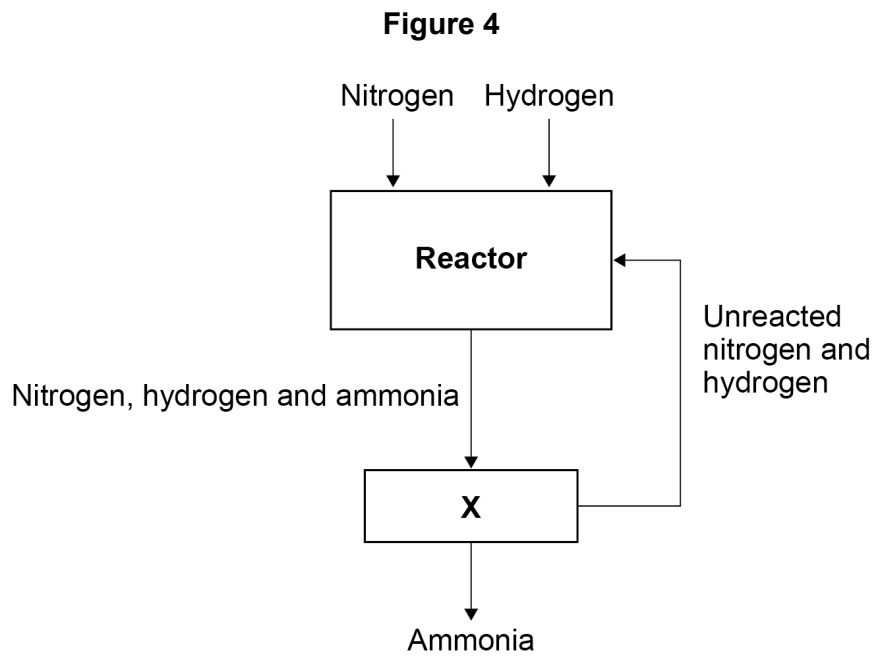 Figure 4
Nitrogen Hydrogen
Reactor
Unreacted
nitrogen and
hydrogen
Nitrogen, hydrogen and ammonia
X
Ammonia